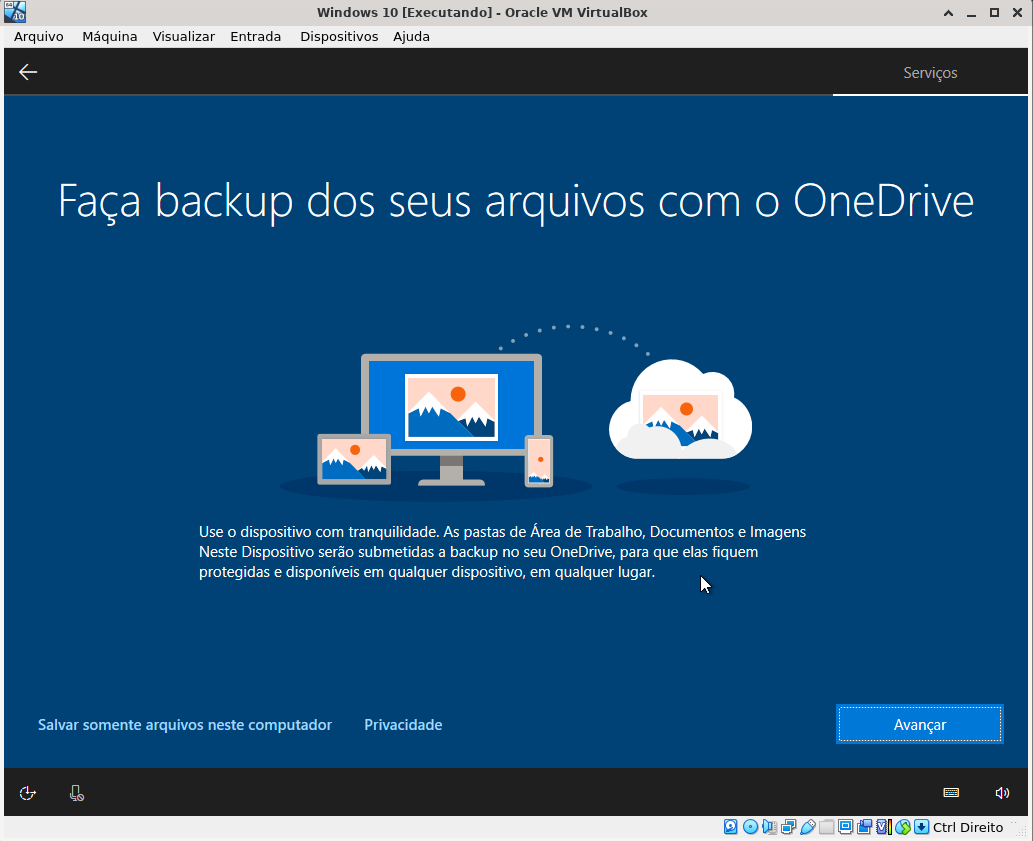 Windows 10 [Executando] - Oracle VM VirtualBox
Arquivo Máquina Visualizar Entrada Dispositivos Ajuda
Serviços
Faça backup dos seus arquivos com o OneDrive
Use o dispositivo com tranquilidade. As pastas de Área de Trabalho, Documentos e Imagens
Neste Dispositivo serão submetidas a backup no seu OneDrive, para que elas fiquem
protegidas e disponíveis em qualquer dispositivo, em qualquer lugar.
Salvar somente arquivos neste computador Privacidade Avançar
Ctrl Direito